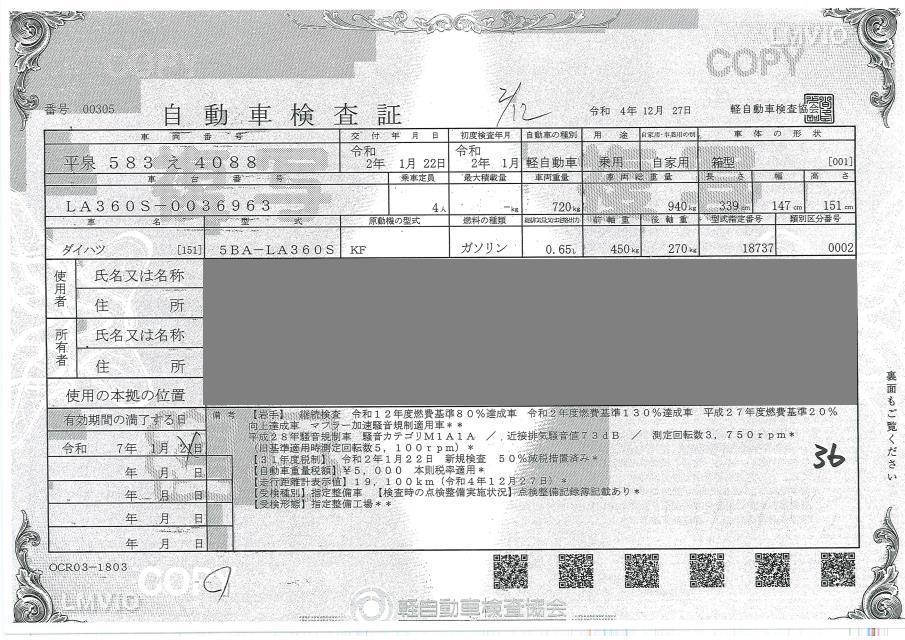 LMVIO
COPY
番号 00305
自動車検査証
2/12
令和 4年12月27日
軽自動車検査協会
車両番号 交付年月日 初度検査年月 自動車の種別 用途 自家用・事業用の別 車体の形状
平泉 583 え 4088 令和 2年 1月22日 令和 2年 1月 軽自動車 乗用 自家用 箱型 [001]
車台番号 乗車定員 最大積載量 車両重量 車両総重量 長さ 幅 高さ
LA360S-0036963 4人 -kg 720kg 940kg 339cm 147cm 151cm
車名 型式 原動機の型式 燃料の種類 総排気量又は定格出力 前軸重 後軸重 型式指定番号 類別区分番号
ダイハツ [151] 5BA-LA360S KF ガソリン 0.65L 450kg 270kg 18737 0002
使用者 氏名又は名称
住所
所有者 氏名又は名称
住所
使用の本拠の位置
有効期間の満了する日
令和 7年 1月21日
年 月 日
年 月 日
年 月 日
年 月 日
備考
【岩手】 継続検査 令和12年度燃費基準80%達成車 令和2年度燃費基準130%達成車 平成27年度燃費基準20%
向上達成車 マフラー加速騒音規制適用車**
平成28年騒音規制車 騒音カテゴリM1A1A /, 近接排気騒音値73dB / 測定回転数3, 750rpm*
(旧基準適用時測定回転数5, 100rpm)*
【31年度税制】 令和2年1月22日 新規検査 50%減税措置済み*
【自動車重量税額】¥5,000 本則税率適用*
【走行距離計表示値】19,100km(令和4年12月27日)*
【受検種別】指定整備車 【検査時の点検整備実施状況】点検整備記録簿記載あり*
【受検形態】指定整備工場**
36
裏面もご覧ください
OCR03-1803
COPY
LMVIO
軽自動車検査協会